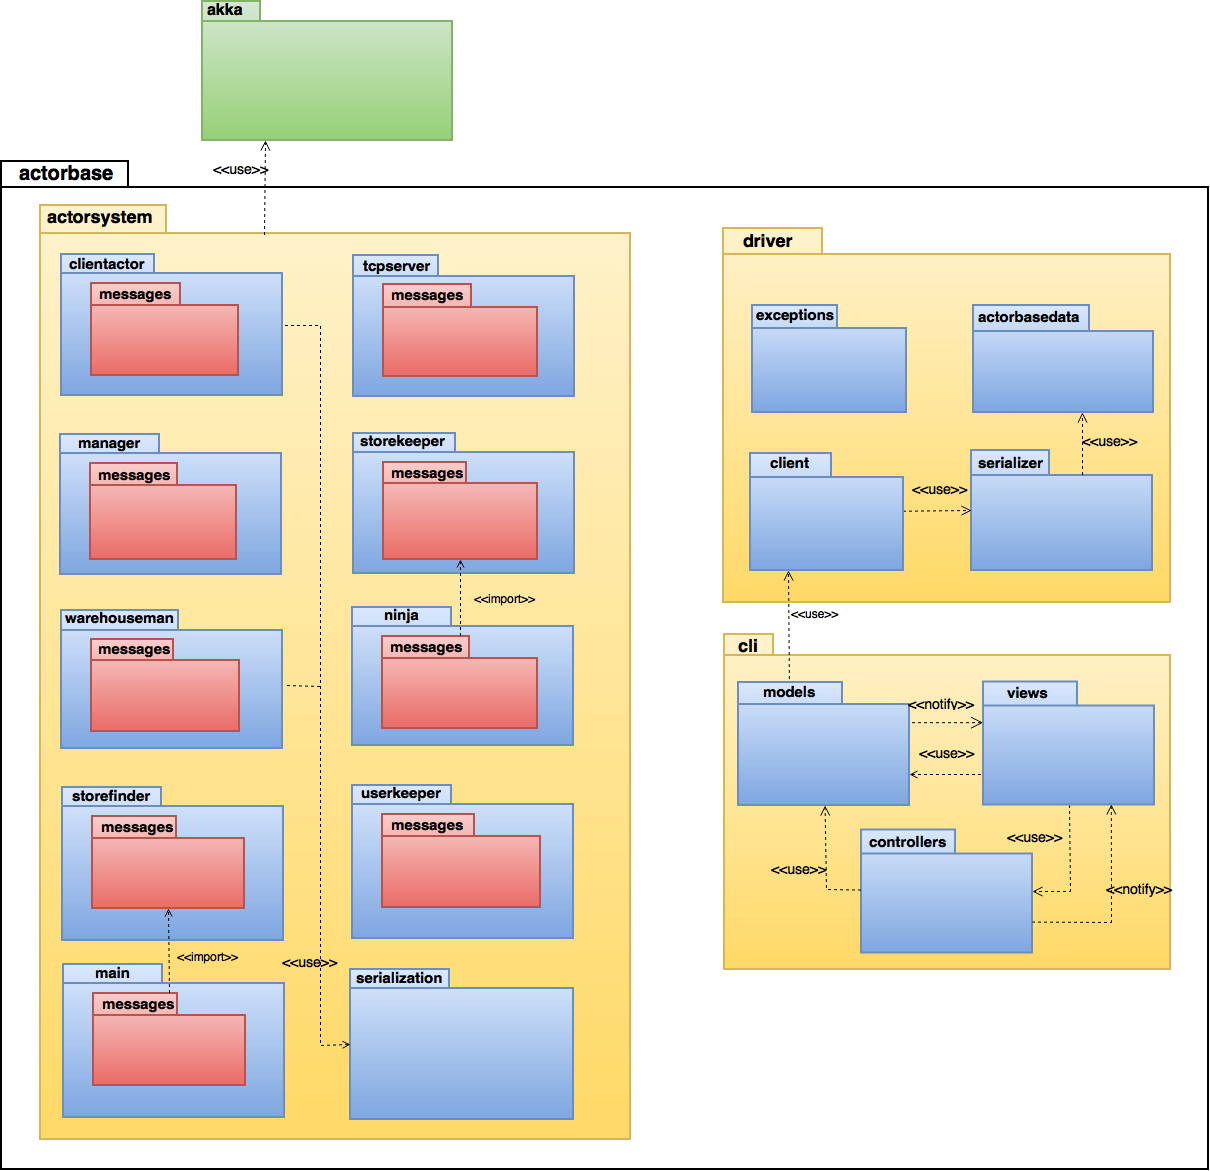 akka
<<use>>
actorbase
actorsystem
clientactor
messages
tcpserver
messages
manager
messages
storekeeper
messages
<<import>>
warehouseman
messages
ninja
messages
storefinder
messages
userkeeper
messages
<<import>>
<<use>>
main
messages
serialization
driver
exceptions
actorbasedata
<<use>>
client
<<use>>
serializer
<<use>>
cli
models
<<notify>>
views
<<use>>
<<use>>
controllers
<<use>>
<<notify>>